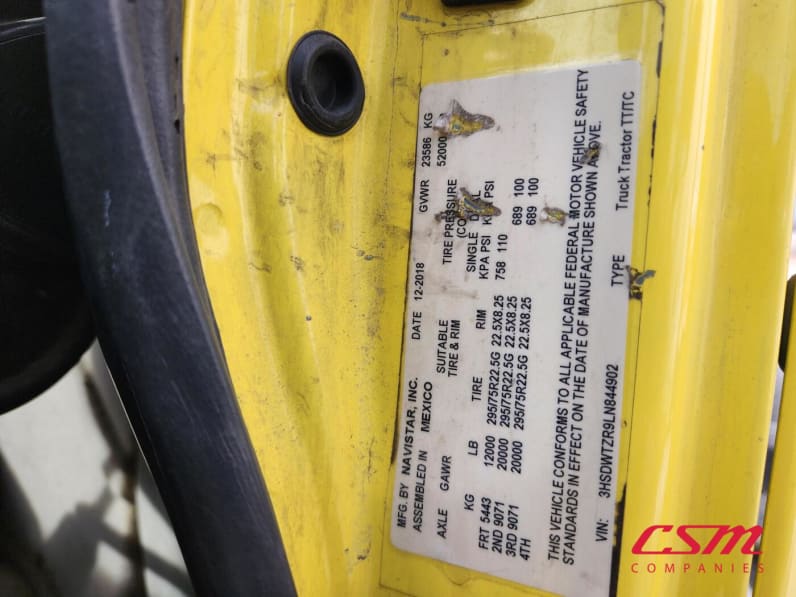 MFG. BY NAVISTAR, INC. DATE 12-2018 GVWR 23586 KG
ASSEMBLED IN MEXICO 52000
AXLE GAWR SUITABLE TIRE PRESSURE
TIRE & RIM
SINGLE
KG LB TIRE RIM KPA PSI PSI
FRT 5443 12000 295/75R22.5G 22.5X8.25 758 110
2ND 9071 20000 295/75R22.5G 22.5X8.25 689 100
3RD 9071 20000 295/75R22.5G 22.5X8.25 689 100
4TH
THIS VEHICLE CONFORMS TO ALL APPLICABLE FEDERAL MOTOR VEHICLE SAFETY
STANDARDS IN EFFECT ON THE DATE OF MANUFACTURE SHOWN ABOVE.
VIN: 3HSDWTZR9LN844902 TYPE Truck Tractor TT/TC
CSM
COMPANIES